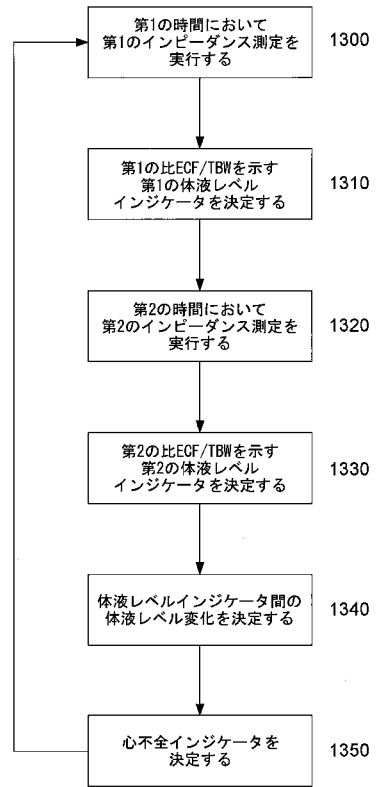 第1の時間において
第1のインピーダンス測定を
実行する
1300
第1の比ECF/TBWを示す
第1の体液レベル
インジケータを決定する
1310
第2の時間において
第2のインピーダンス測定を
実行する
1320
第2の比ECF/TBWを示す
第2の体液レベル
インジケータを決定する
1330
体液レベルインジケータ間の
体液レベル変化を決定する
1340
心不全インジケータを
決定する
1350